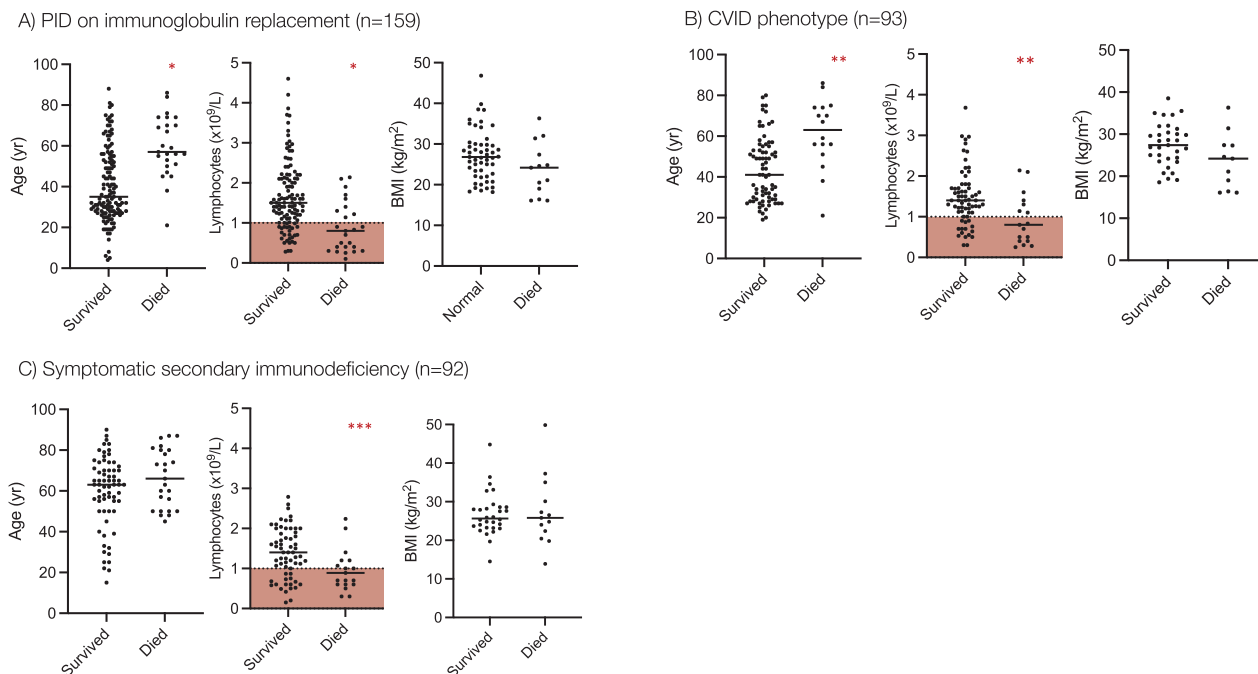 A) PID on immunoglobulin replacement (n=159)
Age (yr)
100
80
60
40
20
0
Survived
Died
*
Lymphocytes (x10⁹/L)
5
4
3
2
1
0
Survived
Died
*
BMI (kg/m²)
50
40
30
20
10
0
Normal
Died
B) CVID phenotype (n=93)
Age (yr)
100
80
60
40
20
0
Survived
Died
**
Lymphocytes (x10⁹/L)
5
4
3
2
1
0
Survived
Died
**
BMI (kg/m²)
50
40
30
20
10
0
Survived
Died
C) Symptomatic secondary immunodeficiency (n=92)
Age (yr)
100
80
60
40
20
0
Survived
Died
Lymphocytes (x10⁹/L)
5
4
3
2
1
0
Survived
Died
***
BMI (kg/m²)
50
40
30
20
10
0
Survived
Died